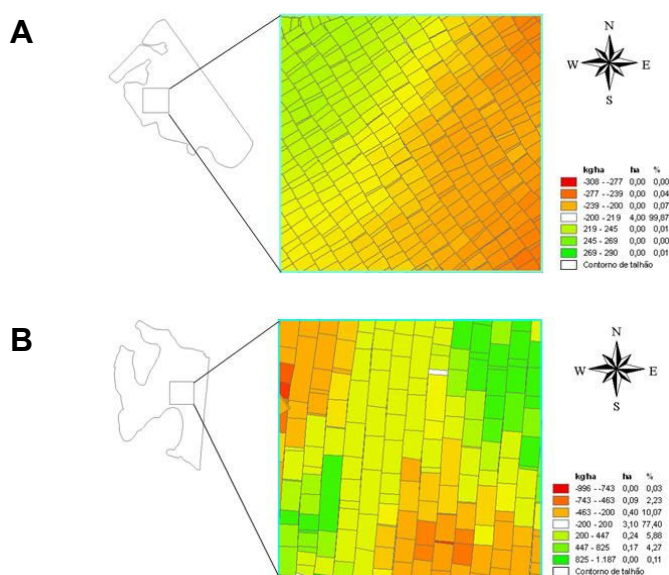 A
N
W E
S
kg/ha ha %
-308 - -277 0,00 0,00
-277 - -239 0,00 0,04
-239 - -200 0,00 0,07
-200 - 219 4,00 99,87
219 - 245 0,00 0,01
245 - 269 0,00 0,00
269 - 290 0,00 0,01
Contorno de talhão
B
N
W E
S
kg/ha ha %
-996 - -743 0,00 0,03
-743 - -463 0,09 2,23
-463 - -200 0,40 10,07
-200 - 200 3,10 77,40
200 - 447 0,24 5,88
447 - 825 0,17 4,27
825 - 1.187 0,00 0,11
Contorno de talhão